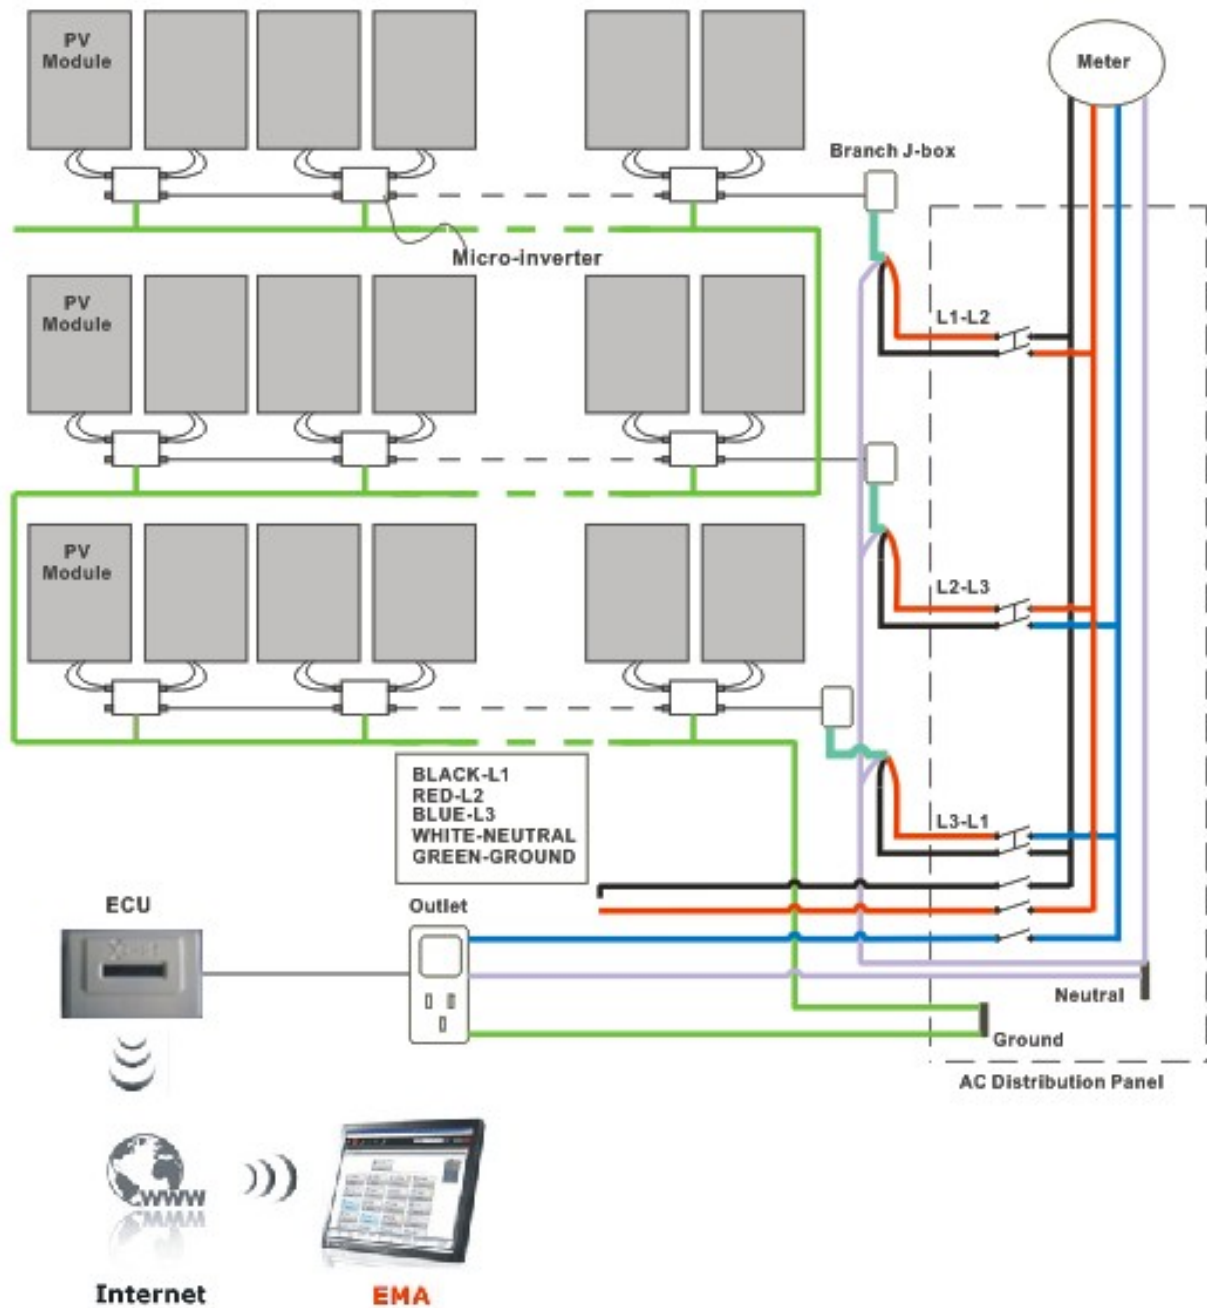 PV
Module
Meter
Branch J-box
Micro-inverter
PV
Module
L1-L2
L2-L3
PV
Module
BLACK-L1
RED-L2
BLUE-L3
WHITE-NEUTRAL
GREEN-GROUND
L3-L1
ECU
Outlet
Neutral
Ground
AC Distribution Panel
WWW
Internet
EMA